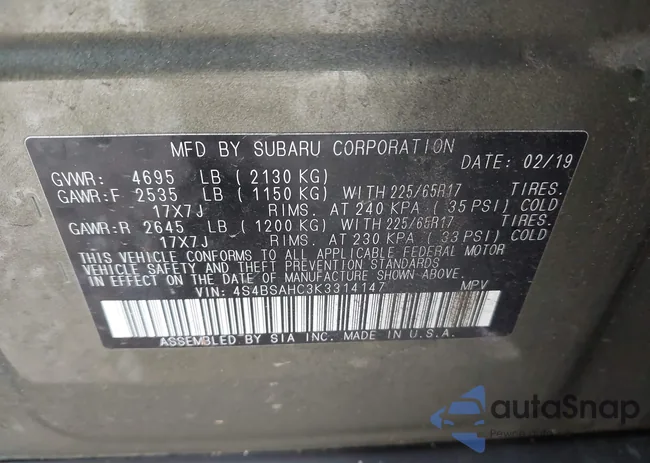 MFD BY SUBARU CORPORATION
DATE: 02/19
GVWR: 4695 LB ( 2130 KG)
GAWR:F 2535 LB ( 1150 KG) WITH 225/65R17 TIRES.
17X7J RIMS. AT 240 KPA ( 35 PSI) COLD
GAWR:R 2645 LB ( 1200 KG) WITH 225/65R17 TIRES.
17X7J RIMS. AT 230 KPA ( 33 PSI) COLD
THIS VEHICLE CONFORMS TO ALL APPLICABLE FEDERAL MOTOR
VEHICLE SAFETY AND THEFT PREVENTION STANDARDS
IN EFFECT ON THE DATE OF MANUFACTURE SHOWN ABOVE.
VIN: 4S4BSAHC3K3314147 MPV
ASSEMBLED BY SIA INC. MADE IN U.S.A.
autoSnap